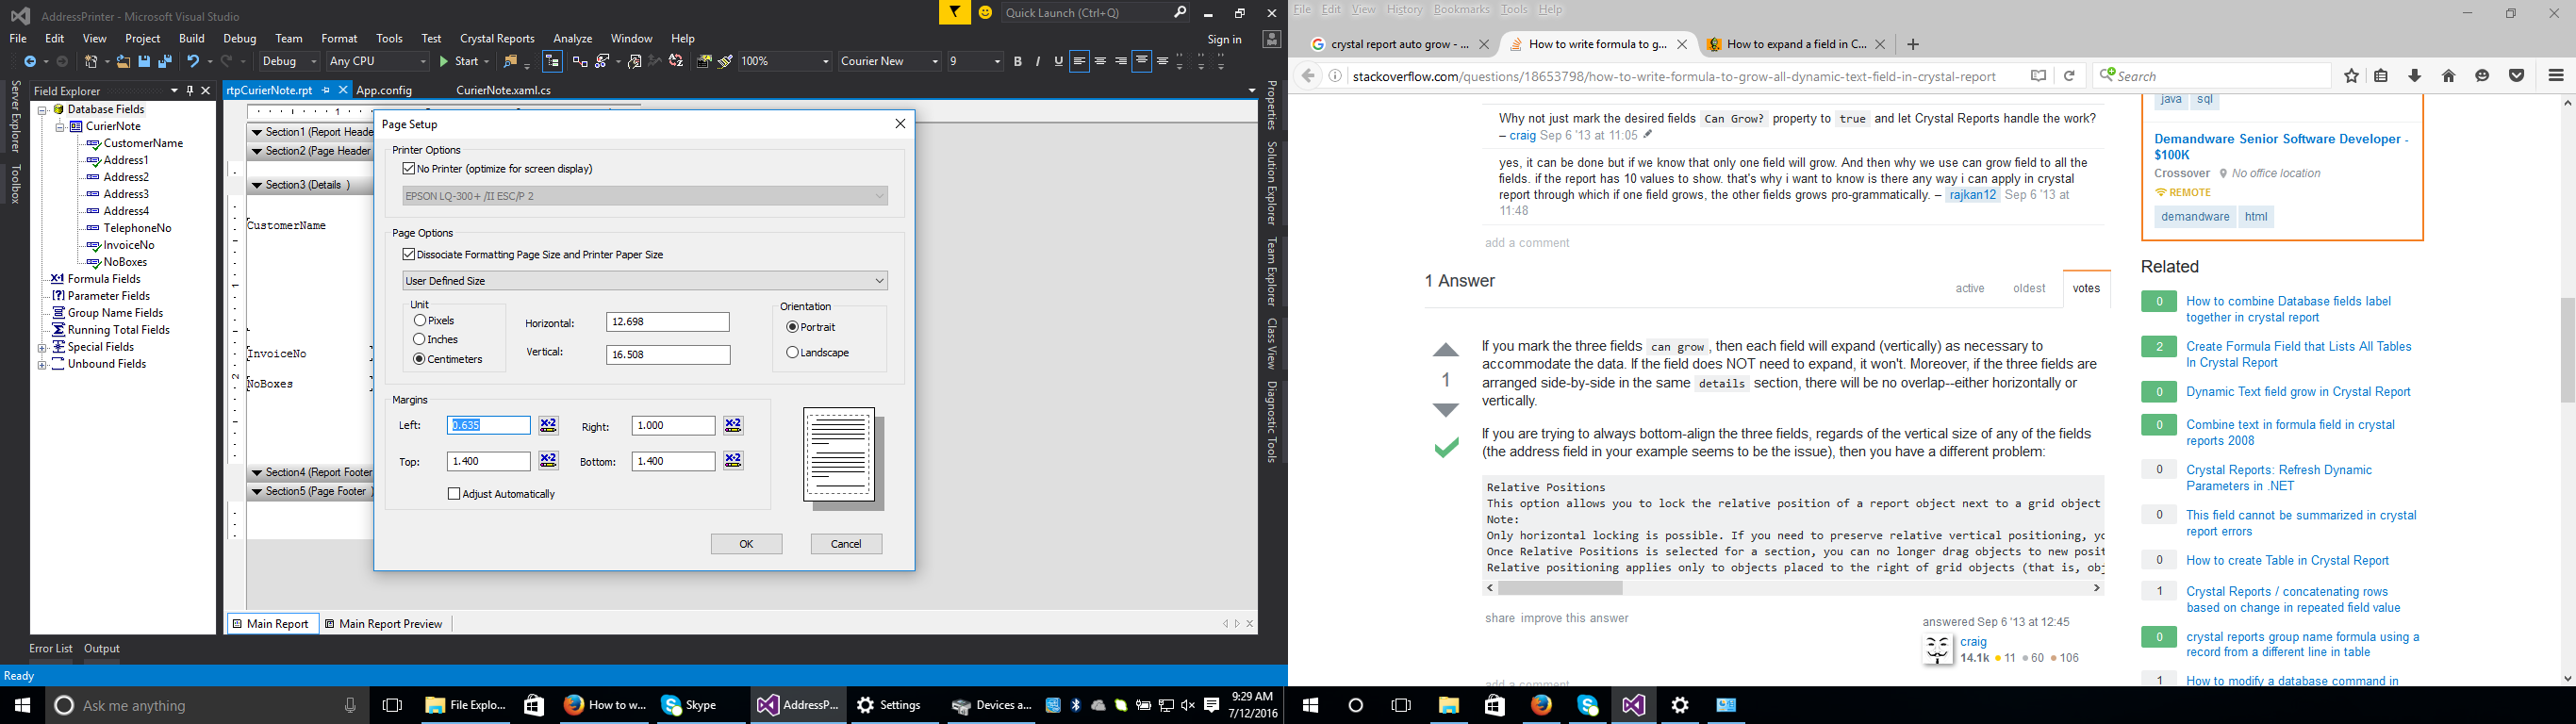 AddressPrinter - Microsoft Visual Studio
Quick Launch (Ctrl+Q)
File Edit View Project Build Debug Team Format Tools Test Crystal Reports Analyze Window Help
Sign in
Debug Any CPU Start 100% Courier New 9 B I U
Server Explorer
Toolbox
Field Explorer
Database Fields
CurierNote
CustomerName
Address1
Address2
Address3
Address4
TelephoneNo
InvoiceNo
NoBoxes
Formula Fields
Parameter Fields
Group Name Fields
Running Total Fields
Special Fields
Unbound Fields
rtpCurierNote.rpt App.config CurierNote.xaml.cs
Section1 (Report Heade
Section2 (Page Header
Section3 (Details )
CustomerName
InvoiceNo
NoBoxes
Section4 (Report Footer
Section5 (Page Footer )
Page Setup
Printer Options
No Printer (optimize for screen display)
EPSON LQ-300+ /II ESC/P 2
Page Options
Dissociate Formatting Page Size and Printer Paper Size
User Defined Size
Unit
Pixels
Inches
Centimeters
Horizontal: 12.698
Vertical: 16.508
Orientation
Portrait
Landscape
Margins
Left: 0.635 Right: 1.000
Top: 1.400 Bottom: 1.400
Adjust Automatically
OK Cancel
Main Report Main Report Preview
Properties
Solution Explorer
Team Explorer
Class View
Diagnostic Tools
Error List Output
Ready
Ask me anything
File Explo... How to w... Skype AddressP... Settings Devices a...
9:29 AM
7/12/2016
File Edit View History Bookmarks Tools Help
crystal report auto grow - ... How to write formula to g... How to expand a field in C...
stackoverflow.com/questions/18653798/how-to-write-formula-to-grow-all-dynamic-text-field-in-crystal-report
Search
Why not just mark the desired fields Can Grow? property to true and let Crystal Reports handle the work?
– craig Sep 6 '13 at 11:05
yes, it can be done but if we know that only one field will grow. And then why we use can grow field to all the
fields. if the report has 10 values to show. that's why i want to know is there any way i can apply in crystal
report through which if one field grows, the other fields grows pro-grammatically. – rajkan12 Sep 6 '13 at
11:48
add a comment
1 Answer
active oldest votes
If you mark the three fields can grow , then each field will expand (vertically) as necessary to
accommodate the data. If the field does NOT need to expand, it won't. Moreover, if the three fields are
arranged side-by-side in the same details section, there will be no overlap--either horizontally or
vertically.
1
If you are trying to always bottom-align the three fields, regards of the vertical size of any of the fields
(the address field in your example seems to be the issue), then you have a different problem:
Relative Positions
This option allows you to lock the relative position of a report object next to a grid object
Note:
Only horizontal locking is possible. If you need to preserve relative vertical positioning, yo
Once Relative Positions is selected for a section, you can no longer drag objects to new posit
Relative positioning applies only to objects placed to the right of grid objects (that is, obj
share improve this answer
answered Sep 6 '13 at 12:45
craig
14.1k 11 60 106
add a comment
java sql
Demandware Senior Software Developer -
$100K
Crossover No office location
REMOTE
demandware html
Related
0 How to combine Database fields label
together in crystal report
2 Create Formula Field that Lists All Tables
In Crystal Report
0 Dynamic Text field grow in Crystal Report
0 Combine text in formula field in crystal
reports 2008
0 Crystal Reports: Refresh Dynamic
Parameters in .NET
0 This field cannot be summarized in crystal
report errors
0 How to create Table in Crystal Report
1 Crystal Reports / concatenating rows
based on change in repeated field value
0 crystal reports group name formula using a
record from a different line in table
1 How to modify a database command in